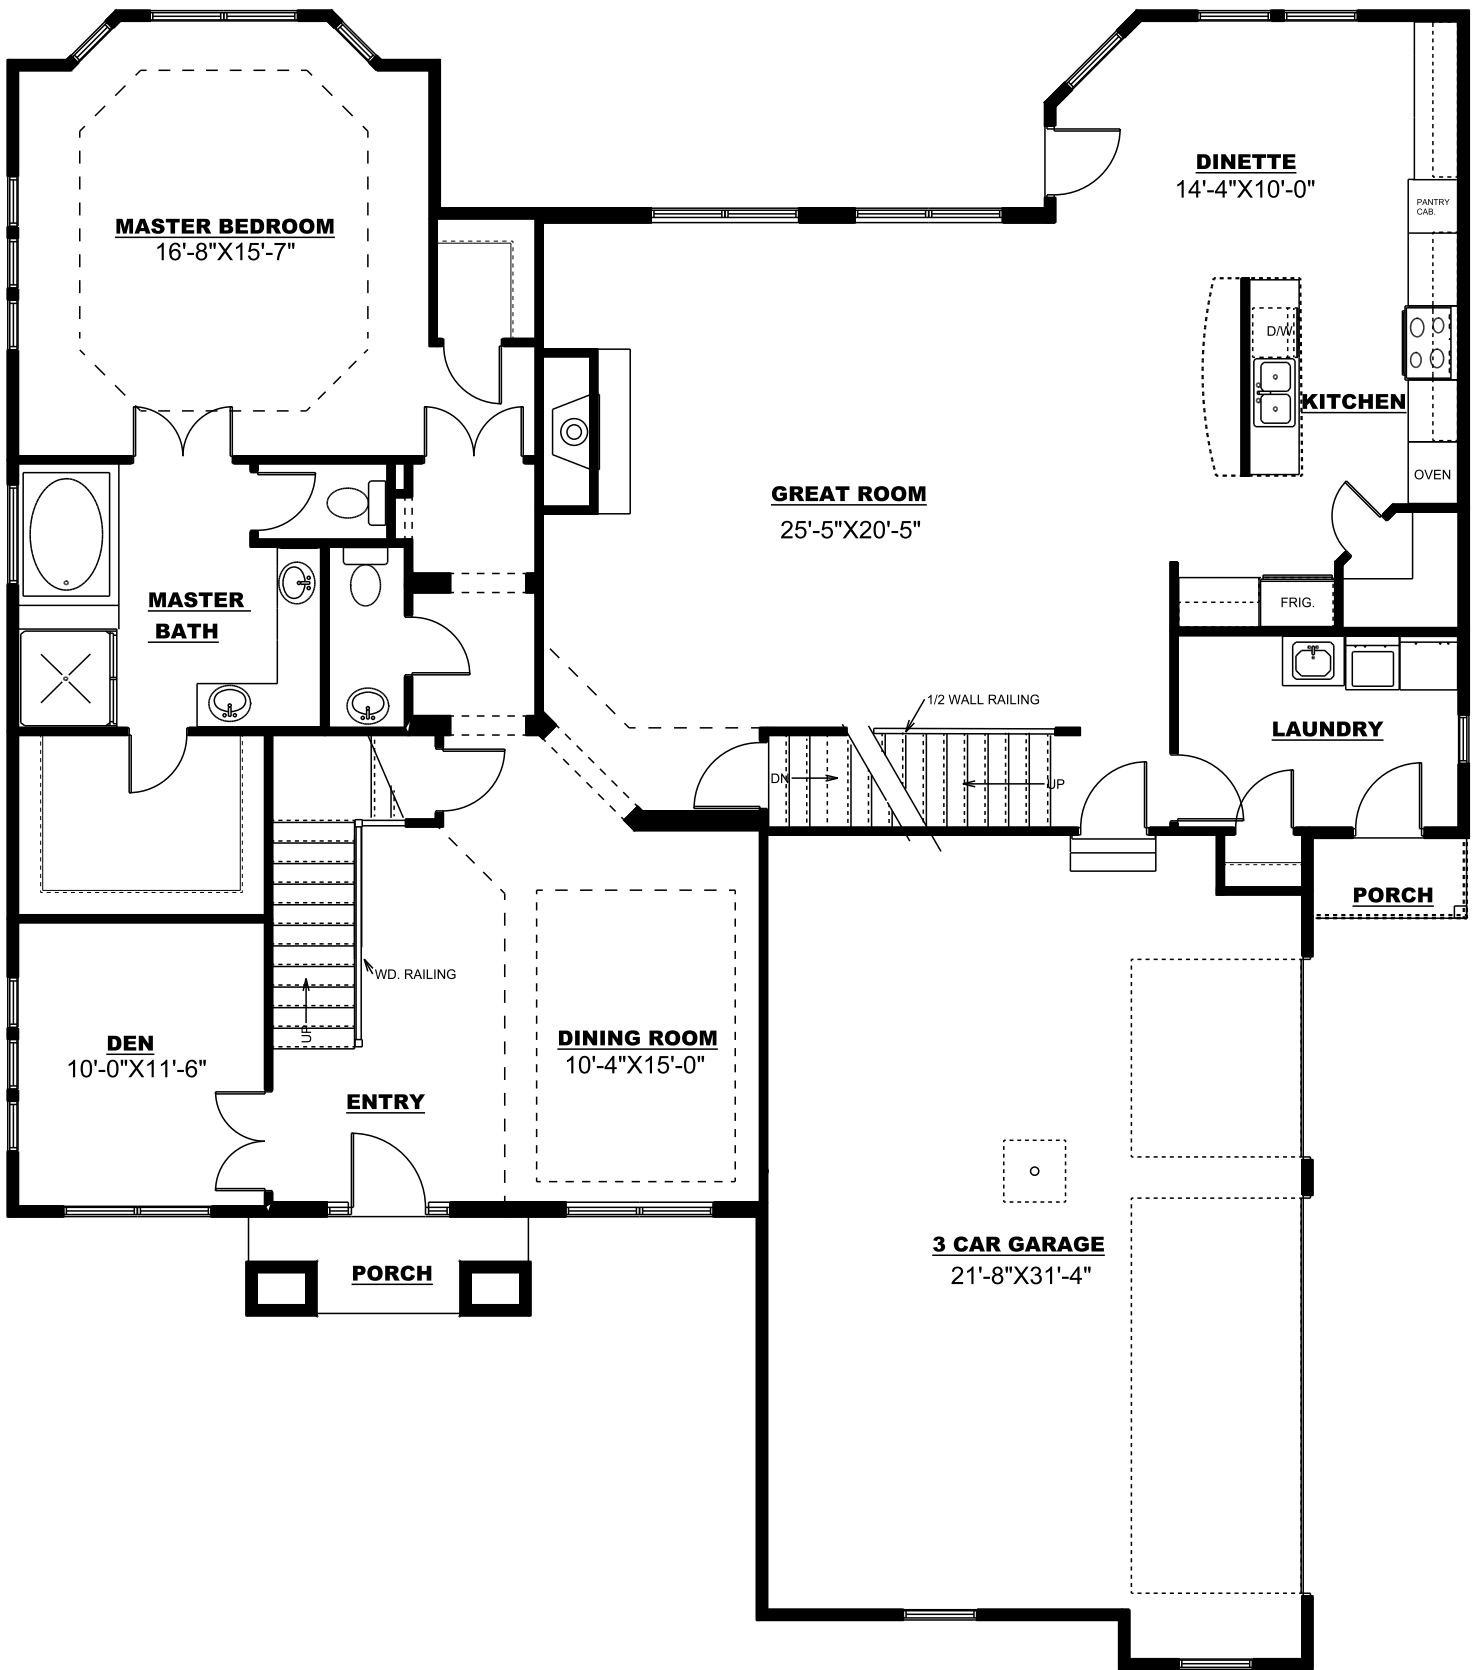 DINETTE
14'-4"X10'-0"
PANTRY
CAB.
MASTER BEDROOM
16'-8"X15'-7"
D/W
KITCHEN
OVEN
GREAT ROOM
25'-5"X20'-5"
FRIG.
MASTER
BATH
1/2 WALL RAILING
LAUNDRY
DN
UP
PORCH
WD. RAILING
UP
DEN
10'-0"X11'-6"
DINING ROOM
10'-4"X15'-0"
ENTRY
3 CAR GARAGE
21'-8"X31'-4"
PORCH